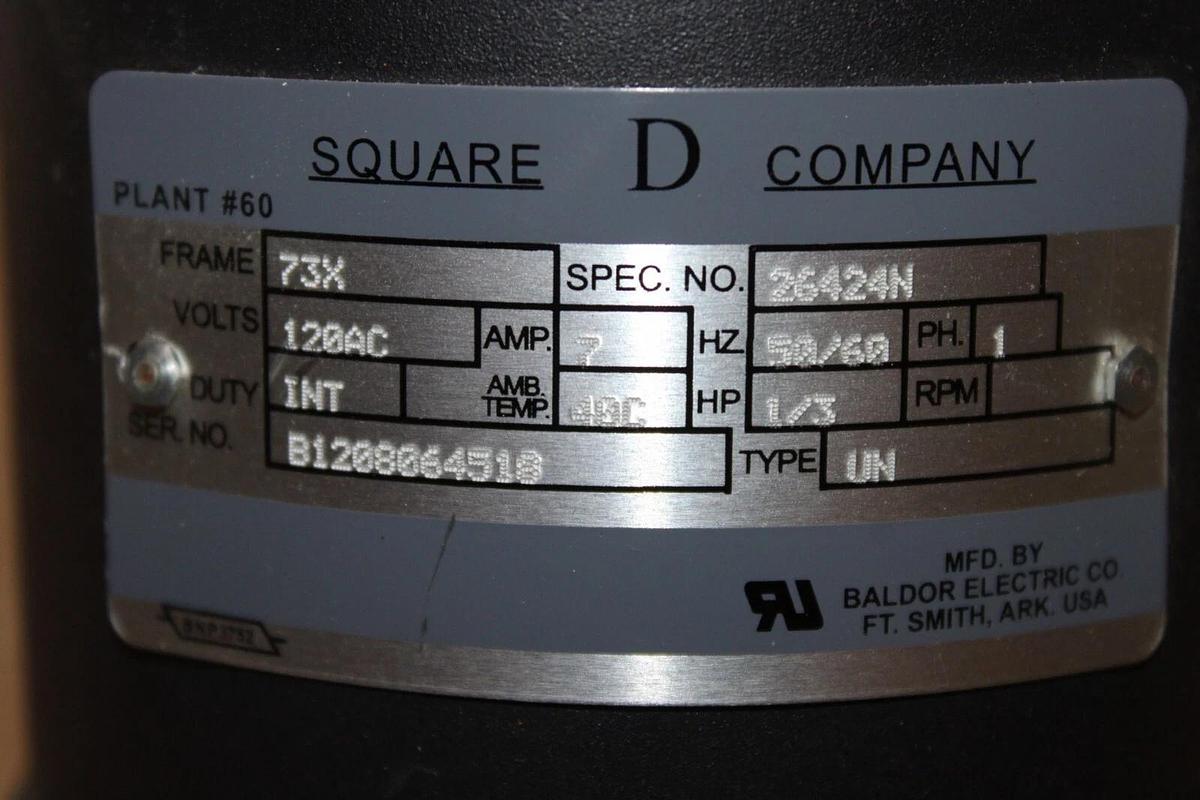 SQUARE D COMPANY
PLANT #60
FRAME 73X SPEC. NO. 26424N
VOLTS 120AC AMP. 7 HZ 50/60 PH. 1
DUTY INT AMB. TEMP. 40C HP 1/3 RPM
SER. NO. B1208064510 TYPE UN
MFD. BY
BALDOR ELECTRIC CO.
FT. SMITH, ARK. USA